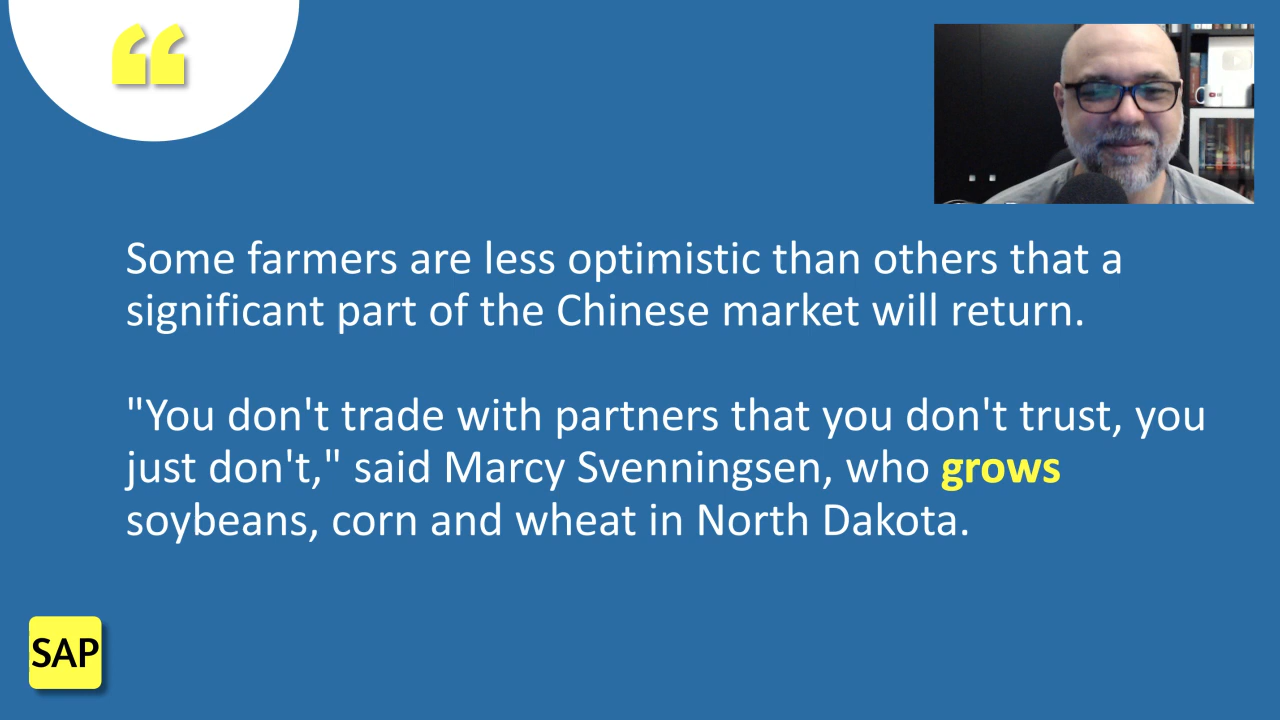 Some farmers are less optimistic than others that a
significant part of the Chinese market will return.
"You don't trade with partners that you don't trust, you
just don't," said Marcy Svenningsen, who grows
soybeans, corn and wheat in North Dakota.
SAP